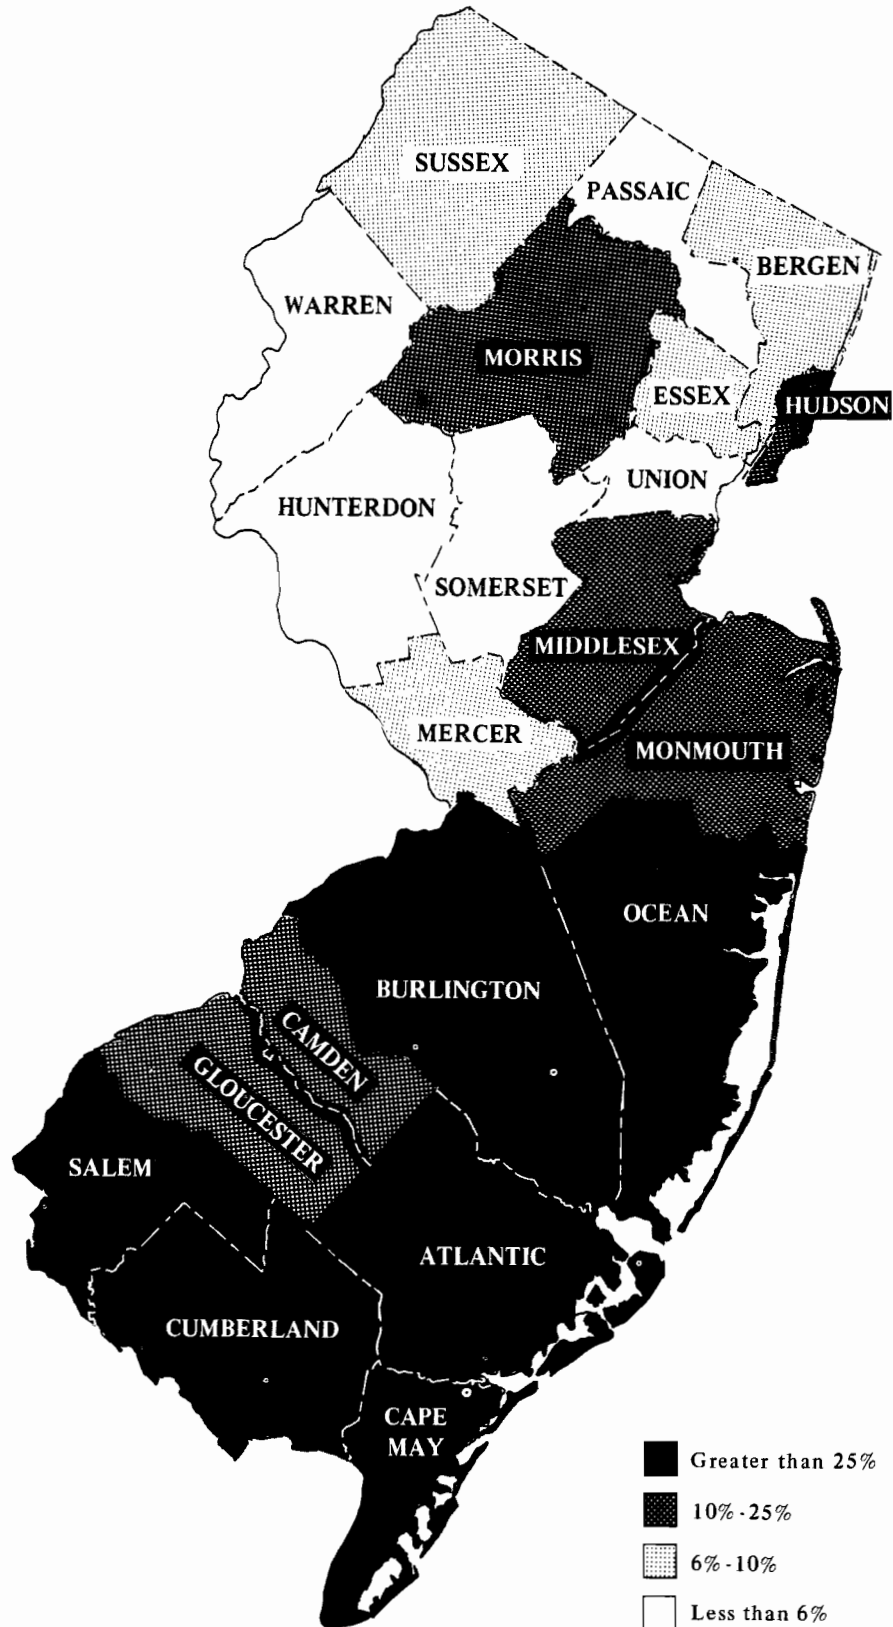 SUSSEX
PASSAIC
BERGEN
WARREN
MORRIS
ESSEX
HUDSON
UNION
HUNTERDON
SOMERSET
MIDDLESEX
MERCER
MONMOUTH
OCEAN
BURLINGTON
CAMDEN
GLOUCESTER
SALEM
ATLANTIC
CUMBERLAND
CAPE
MAY
Greater than 25%
10%-25%
6%-10%
Less than 6%